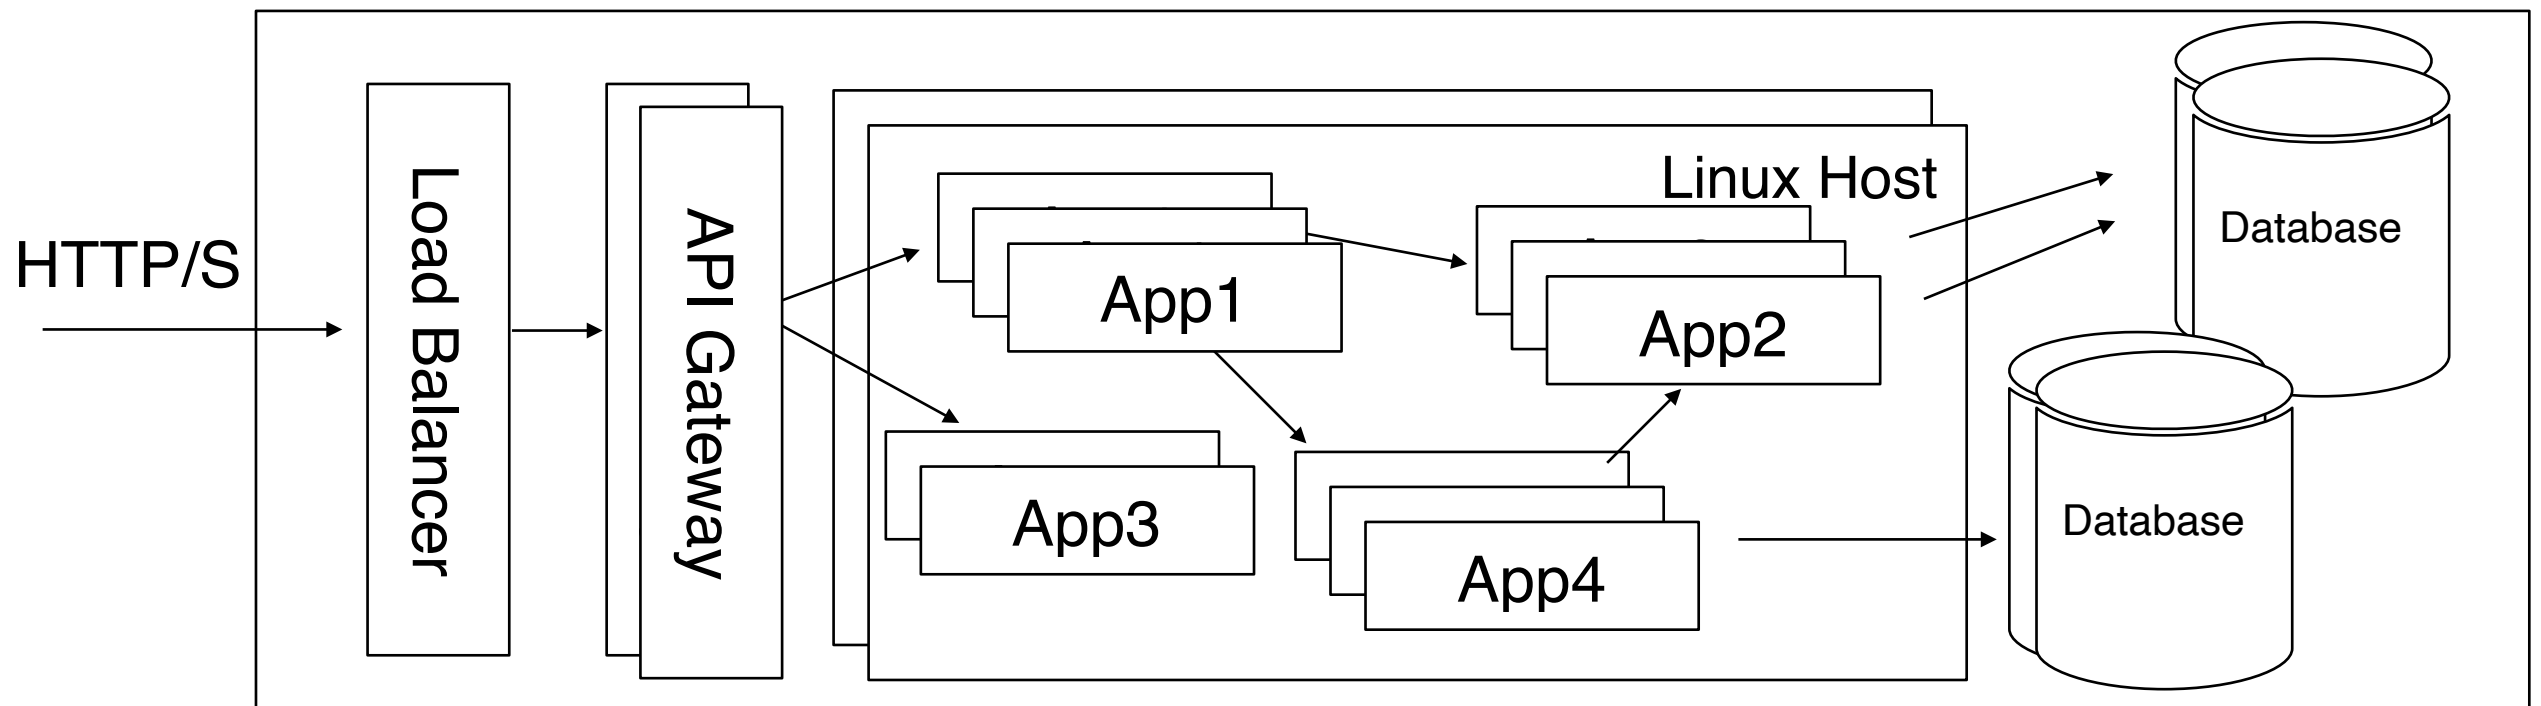 HTTP/S
Load Balancer
API Gateway
Linux Host
App1
App2
App3
App4
Database
Database